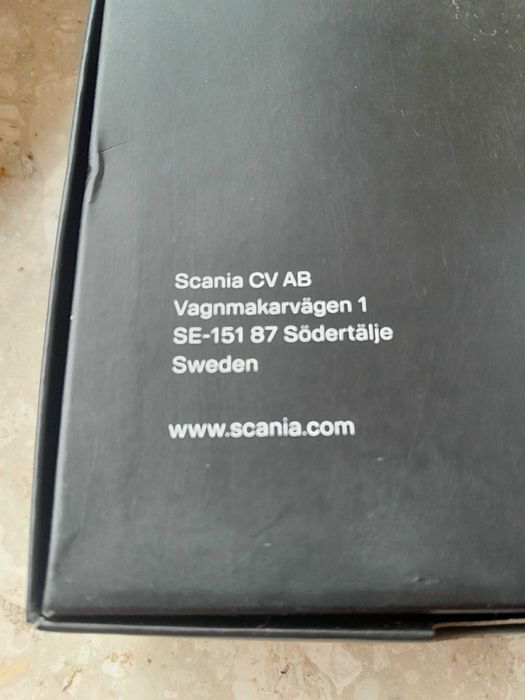 Scania CV AB
Vagnmakarvägen 1
SE-151 87 Södertälje
Sweden
www.scania.com